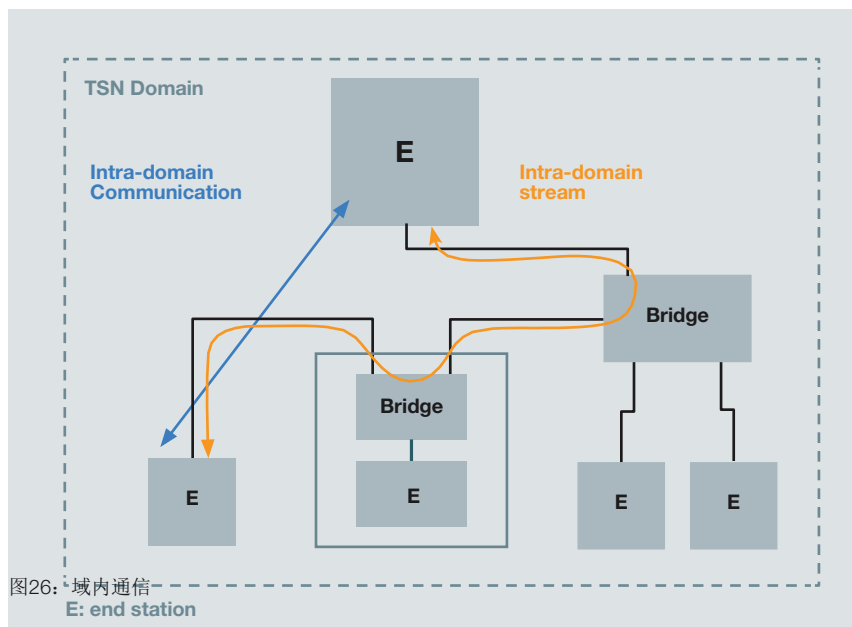 TSN Domain
E
Intra-domain
Communication
Intra-domain
stream
Bridge
Bridge
E
E
E
E
图26：域内通信
E: end station